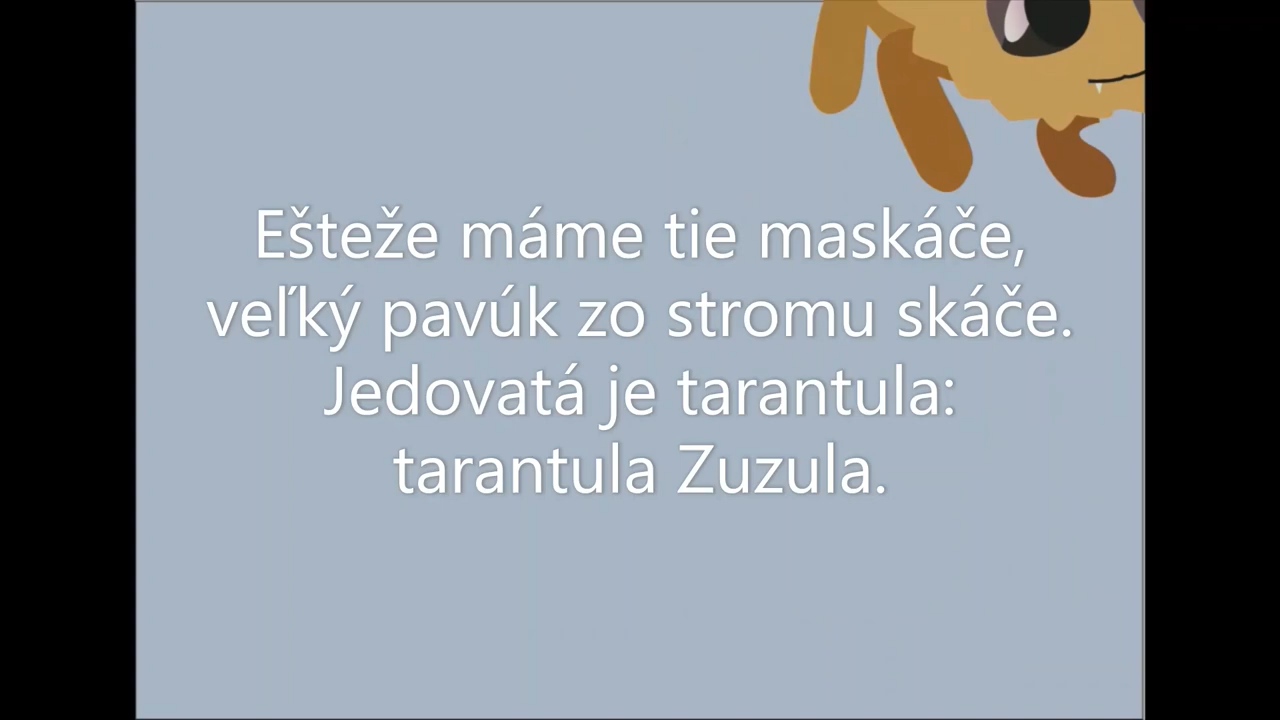 Ešteže máme tie maskáče,
veľký pavúk zo stromu skáče.
Jedovatá je tarantula:
tarantula Zuzula.